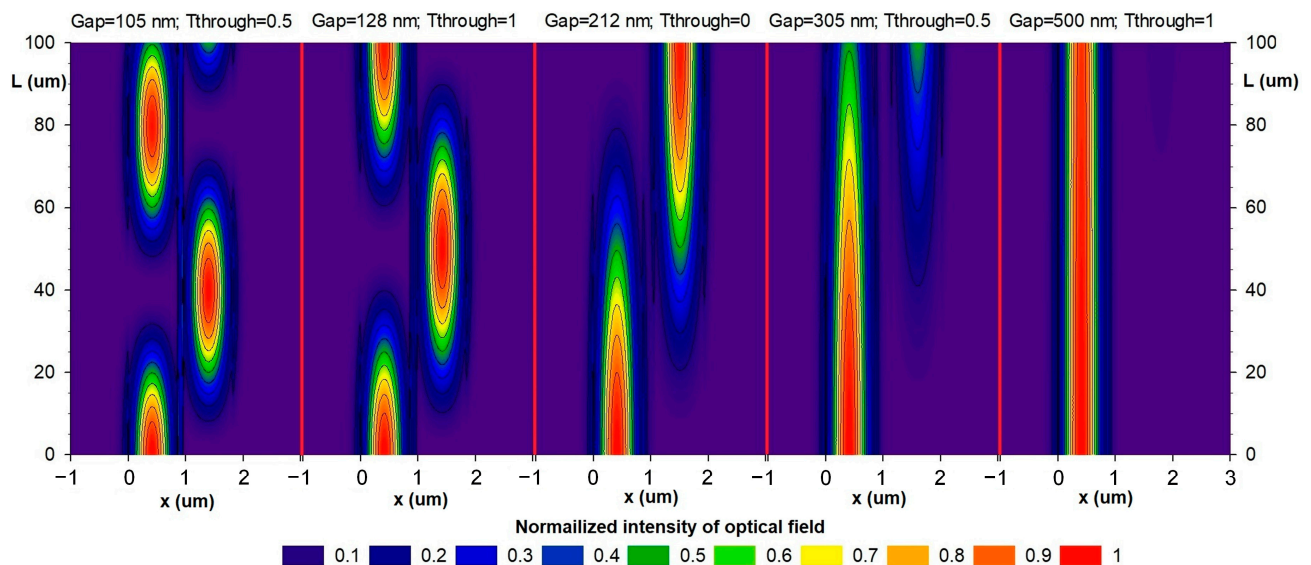 Gap=105 nm; Tthrough=0.5 Gap=128 nm; Tthrough=1 Gap=212 nm; Tthrough=0 Gap=305 nm; Tthrough=0.5 Gap=500 nm; Tthrough=1
100 100
L (um) L (um)
80 80
60 60
40 40
20 20
0 0
−1 0 1 2 −1 0 1 2 −1 0 1 2 −1 0 1 2 −1 0 1 2 3
x (um) x (um) x (um) x (um) x (um)
Normailized intensity of optical field
0.1 0.2 0.3 0.4 0.5 0.6 0.7 0.8 0.9 1